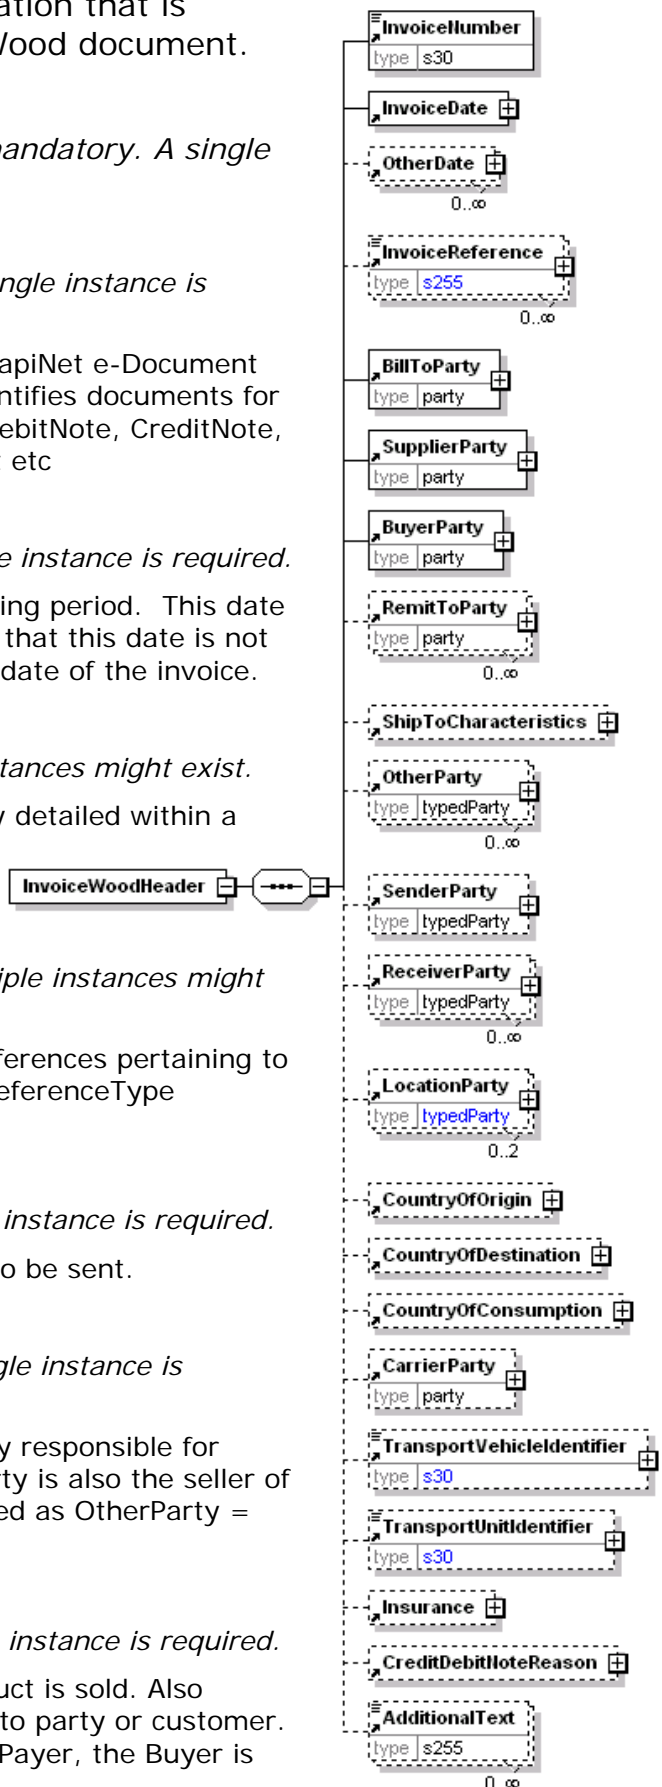 ation that is
Wood document.
mandatory. A single
ngle instance is
apiNet e-Document
ntifies documents for
ebitNote, CreditNote,
t etc
e instance is required.
ing period. This date
that this date is not
date of the invoice.
tances might exist.
y detailed within a
iple instances might
ferences pertaining to
eferenceType
instance is required.
o be sent.
gle instance is
y responsible for
rty is also the seller of
ed as OtherParty =
instance is required.
uct is sold. Also
to party or customer.
Payer, the Buyer is
InvoiceWoodHeader
InvoiceNumber
type s30
InvoiceDate
OtherDate
0..∞
InvoiceReference
type s255
0..∞
BillToParty
type party
SupplierParty
type party
BuyerParty
type party
RemitToParty
type party
0..∞
ShipToCharacteristics
OtherParty
type typedParty
0..∞
SenderParty
type typedParty
ReceiverParty
type typedParty
0..∞
LocationParty
type typedParty
0..2
CountryOfOrigin
CountryOfDestination
CountryOfConsumption
CarrierParty
type party
TransportVehicleIdentifier
type s30
TransportUnitIdentifier
type s30
Insurance
CreditDebitNoteReason
AdditionalText
type s255
0..∞